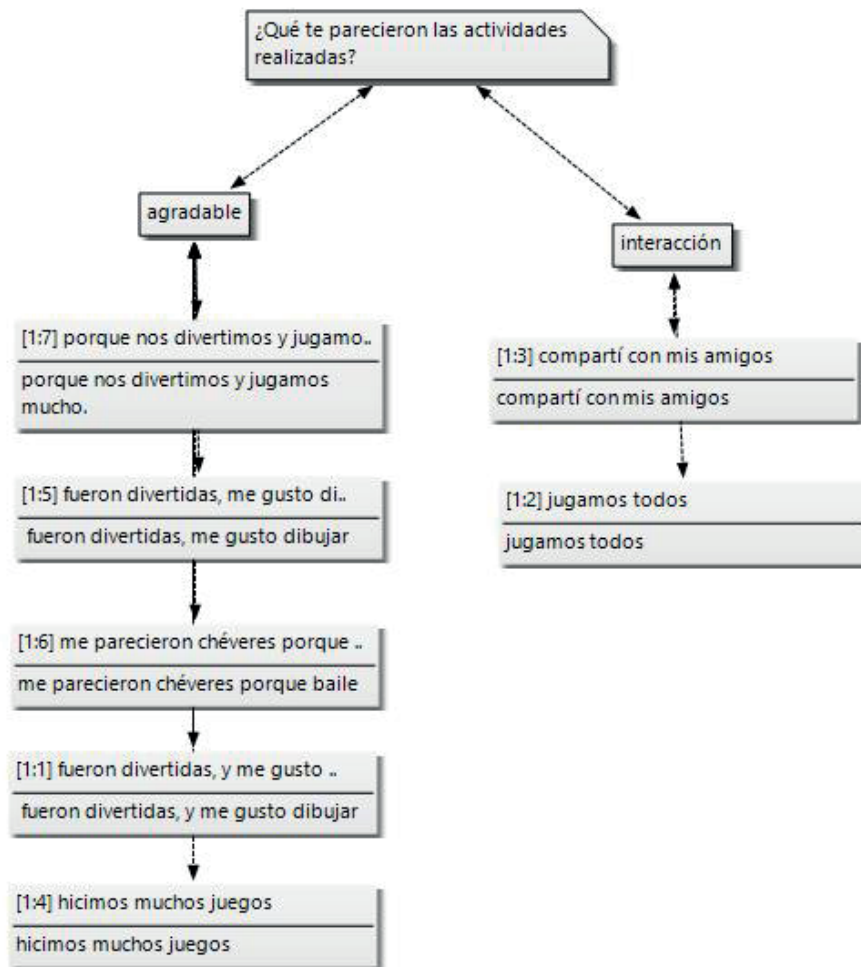 ¿Qué te parecieron las actividades
realizadas?
agradable
interacción
[1:7] porque nos divertimos y jugamo..
porque nos divertimos y jugamos
mucho.
[1:3] compartí con mis amigos
compartí con mis amigos
[1:5] fueron divertidas, me gusto di..
fueron divertidas, me gusto dibujar
[1:2] jugamos todos
jugamos todos
[1:6] me parecieron chéveres porque ..
me parecieron chéveres porque baile
[1:1] fueron divertidas, y me gusto ..
fueron divertidas, y me gusto dibujar
[1:4] hicimos muchos juegos
hicimos muchos juegos